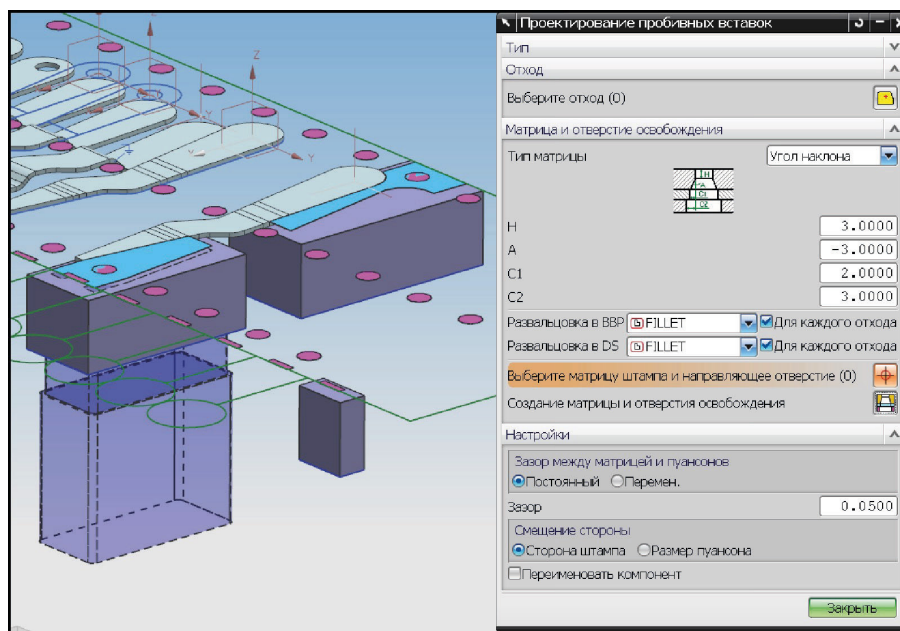 Проектирование пробивных вставок
Тип
Отход
Выберите отход (0)
Матрица и отверстие освобождения
Тип матрицы Угол наклона
H
A
C1
C2
H 3.0000
A -3.0000
C1 2.0000
C2 3.0000
Развальцовка в BBP FILLET Для каждого отхода
Развальцовка в DS FILLET Для каждого отхода
Выберите матрицу штампа и направляющее отверстие (0)
Создание матрицы и отверстия освобождения
Настройки
Зазор между матрицей и пуансонов
Постоянный Перемен.
Зазор 0.0500
Смещение стороны
Сторона штампа Размер пуансона
Переименовать компонент
Закрыть
Z
Y